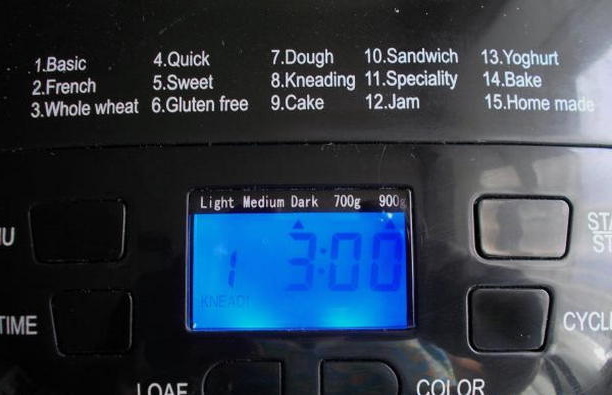 1.Basic 4.Quick 7.Dough 10.Sandwich 13.Yoghurt
2.French 5.Sweet 8.Kneading 11.Speciality 14.Bake
3.Whole wheat 6.Gluten free 9.Cake 12.Jam 15.Home made
Light Medium Dark 700g 900g
1 3:00
TIME
LOAF COLOR